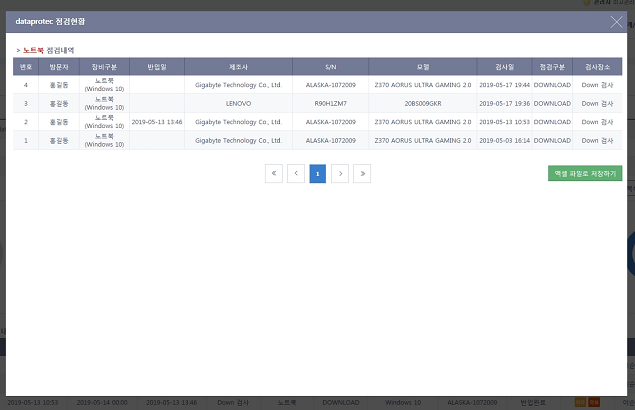 dataprotec 점검현황
> 노트북 점검내역
번호 방문자 장비구분 반입일 제조사 S/N 모델 검사일 점검구분 검사장소
4 홍길동 노트북 (Windows 10) Gigabyte Technology Co., Ltd. ALASKA-1072009 Z370 AORUS ULTRA GAMING 2.0 2019-05-17 19:44 DOWNLOAD Down 검사
3 홍길동 노트북 (Windows 10) LENOVO R90H1ZM7 20BS009GKR 2019-05-17 19:36 DOWNLOAD Down 검사
2 홍길동 노트북 (Windows 10) 2019-05-13 13:46 Gigabyte Technology Co., Ltd. ALASKA-1072009 Z370 AORUS ULTRA GAMING 2.0 2019-05-13 10:53 DOWNLOAD Down 검사
1 홍길동 노트북 (Windows 10) Gigabyte Technology Co., Ltd. ALASKA-1072009 Z370 AORUS ULTRA GAMING 2.0 2019-05-03 16:14 DOWNLOAD Down 검사
« < 1 > »
엑셀 파일로 저장하기
2019-05-13 10:53 2019-05-14 00:00 2019-05-13 13:46 Down 검사 노트북 DOWNLOAD Windows 10 ALASKA-1072009 반입완료